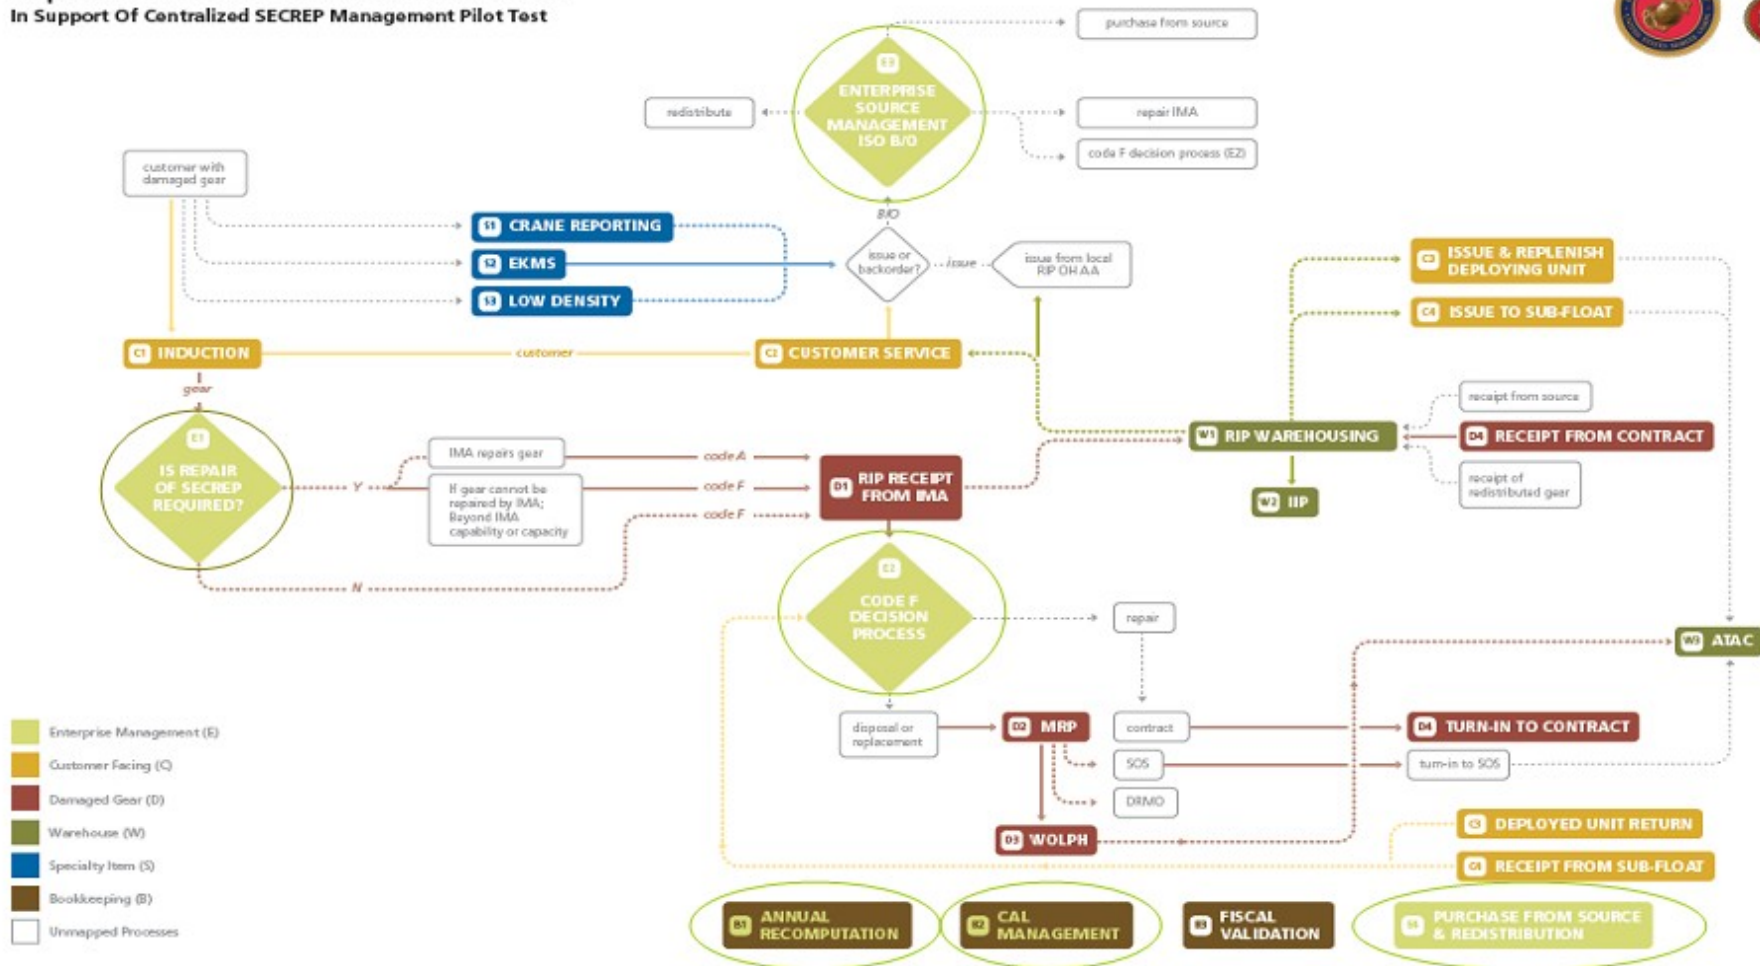 In Support Of Centralized SECREP Management Pilot Test
purchase from source
E3
ENTERPRISE
SOURCE
MANAGEMENT
ISO B/O
redistribute
repair IMA
code F decision process (E2)
customer with
damaged gear
B/O
S1 CRANE REPORTING
S2 EKMS
S3 LOW DENSITY
issue or
backorder?
issue
issue from local
RIP OH AA
C3 ISSUE & REPLENISH
DEPLOYING UNIT
C4 ISSUE TO SUB-FLOAT
C1 INDUCTION
customer
C2 CUSTOMER SERVICE
gear
receipt from source
E1
IS REPAIR
OF SECREP
REQUIRED?
Y
IMA repairs gear
code A
If gear cannot be
repaired by IMA;
Beyond IMA
capability or capacity
code F
code F
N
D1 RIP RECEIPT
FROM IMA
W1 RIP WAREHOUSING
D4 RECEIPT FROM CONTRACT
receipt of
redistributed gear
W2 IIP
E2
CODE F
DECISION
PROCESS
repair
W3 ATAC
disposal or
replacement
D2 MRP
contract
D4 TURN-IN TO CONTRACT
SOS
turn-in to SOS
DRMO
D3 WOLPH
C3 DEPLOYED UNIT RETURN
RECEIPT FROM SUB-FLOAT
Enterprise Management (E)
Customer Facing (C)
Damaged Gear (D)
Warehouse (W)
Specialty Item (S)
Bookkeeping (B)
Unmapped Processes
B1 ANNUAL
RECOMPUTATION
B2 CAL
MANAGEMENT
B3 FISCAL
VALIDATION
PURCHASE FROM SOURCE
& REDISTRIBUTION